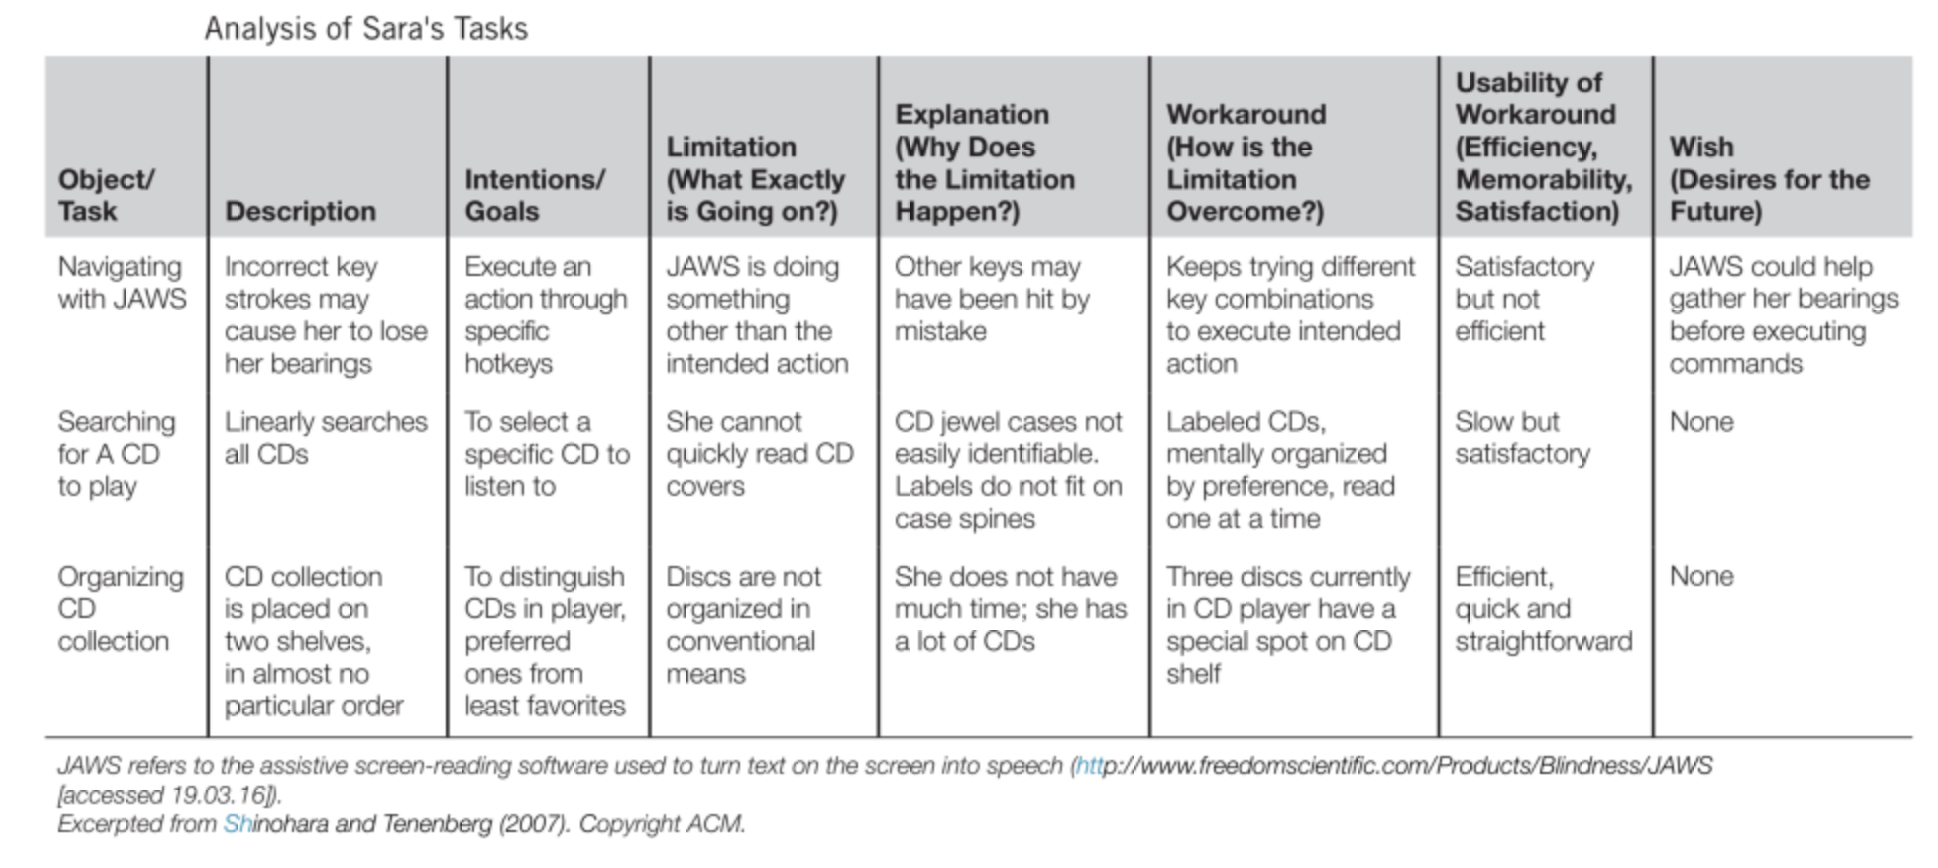 Analysis of Sara's Tasks
Object/
Task
Description
Intentions/
Goals
Limitation
(What Exactly
is Going on?)
Explanation
(Why Does
the Limitation
Happen?)
Workaround
(How is the
Limitation
Overcome?)
Usability of
Workaround
(Efficiency,
Memorability,
Satisfaction)
Wish
(Desires for the
Future)
Navigating
with JAWS
Incorrect key
strokes may
cause her to lose
her bearings
Execute an
action through
specific
hotkeys
JAWS is doing
something
other than the
intended action
Other keys may
have been hit by
mistake
Keeps trying different
key combinations
to execute intended
action
Satisfactory
but not
efficient
JAWS could help
gather her bearings
before executing
commands
Searching
for A CD
to play
Linearly searches
all CDs
To select a
specific CD to
listen to
She cannot
quickly read CD
covers
CD jewel cases not
easily identifiable.
Labels do not fit on
case spines
Labeled CDs,
mentally organized
by preference, read
one at a time
Slow but
satisfactory
None
Organizing
CD
collection
CD collection
is placed on
two shelves,
in almost no
particular order
To distinguish
CDs in player,
preferred
ones from
least favorites
Discs are not
organized in
conventional
means
She does not have
much time; she has
a lot of CDs
Three discs currently
in CD player have a
special spot on CD
shelf
Efficient,
quick and
straightforward
None
JAWS refers to the assistive screen-reading software used to turn text on the screen into speech (http://www.freedomscientific.com/Products/Blindness/JAWS
[accessed 19.03.16]).
Excerpted from Shinohara and Tenenberg (2007). Copyright ACM.